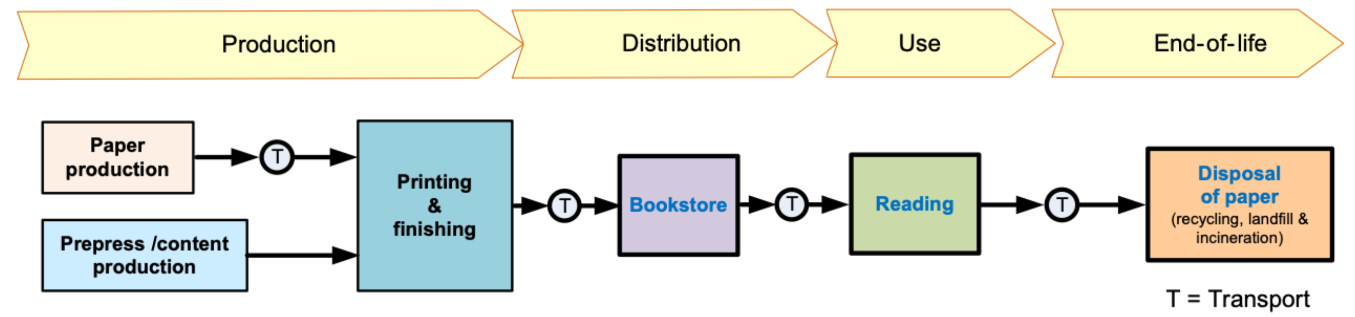 Production
Distribution
Use
End-of-life
Paper
production
T
Prepress /content
production
Printing
&
finishing
T
Bookstore
T
Reading
T
Disposal
of paper
(recycling, landfill &
incineration)
T = Transport